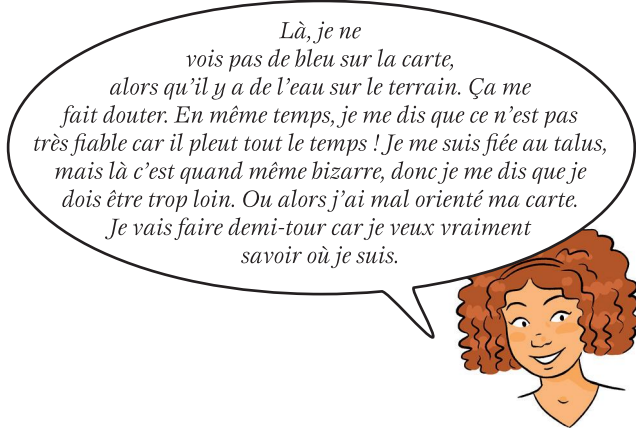 Là, je ne
vois pas de bleu sur la carte,
alors qu’il y a de l’eau sur le terrain. Ça me
fait douter. En même temps, je me dis que ce n’est pas
très fiable car il pleut tout le temps ! Je me suis fiée au talus,
mais là c’est quand même bizarre, donc je me dis que je
dois être trop loin. Ou alors j’ai mal orienté ma carte.
Je vais faire demi-tour car je veux vraiment
savoir où je suis.